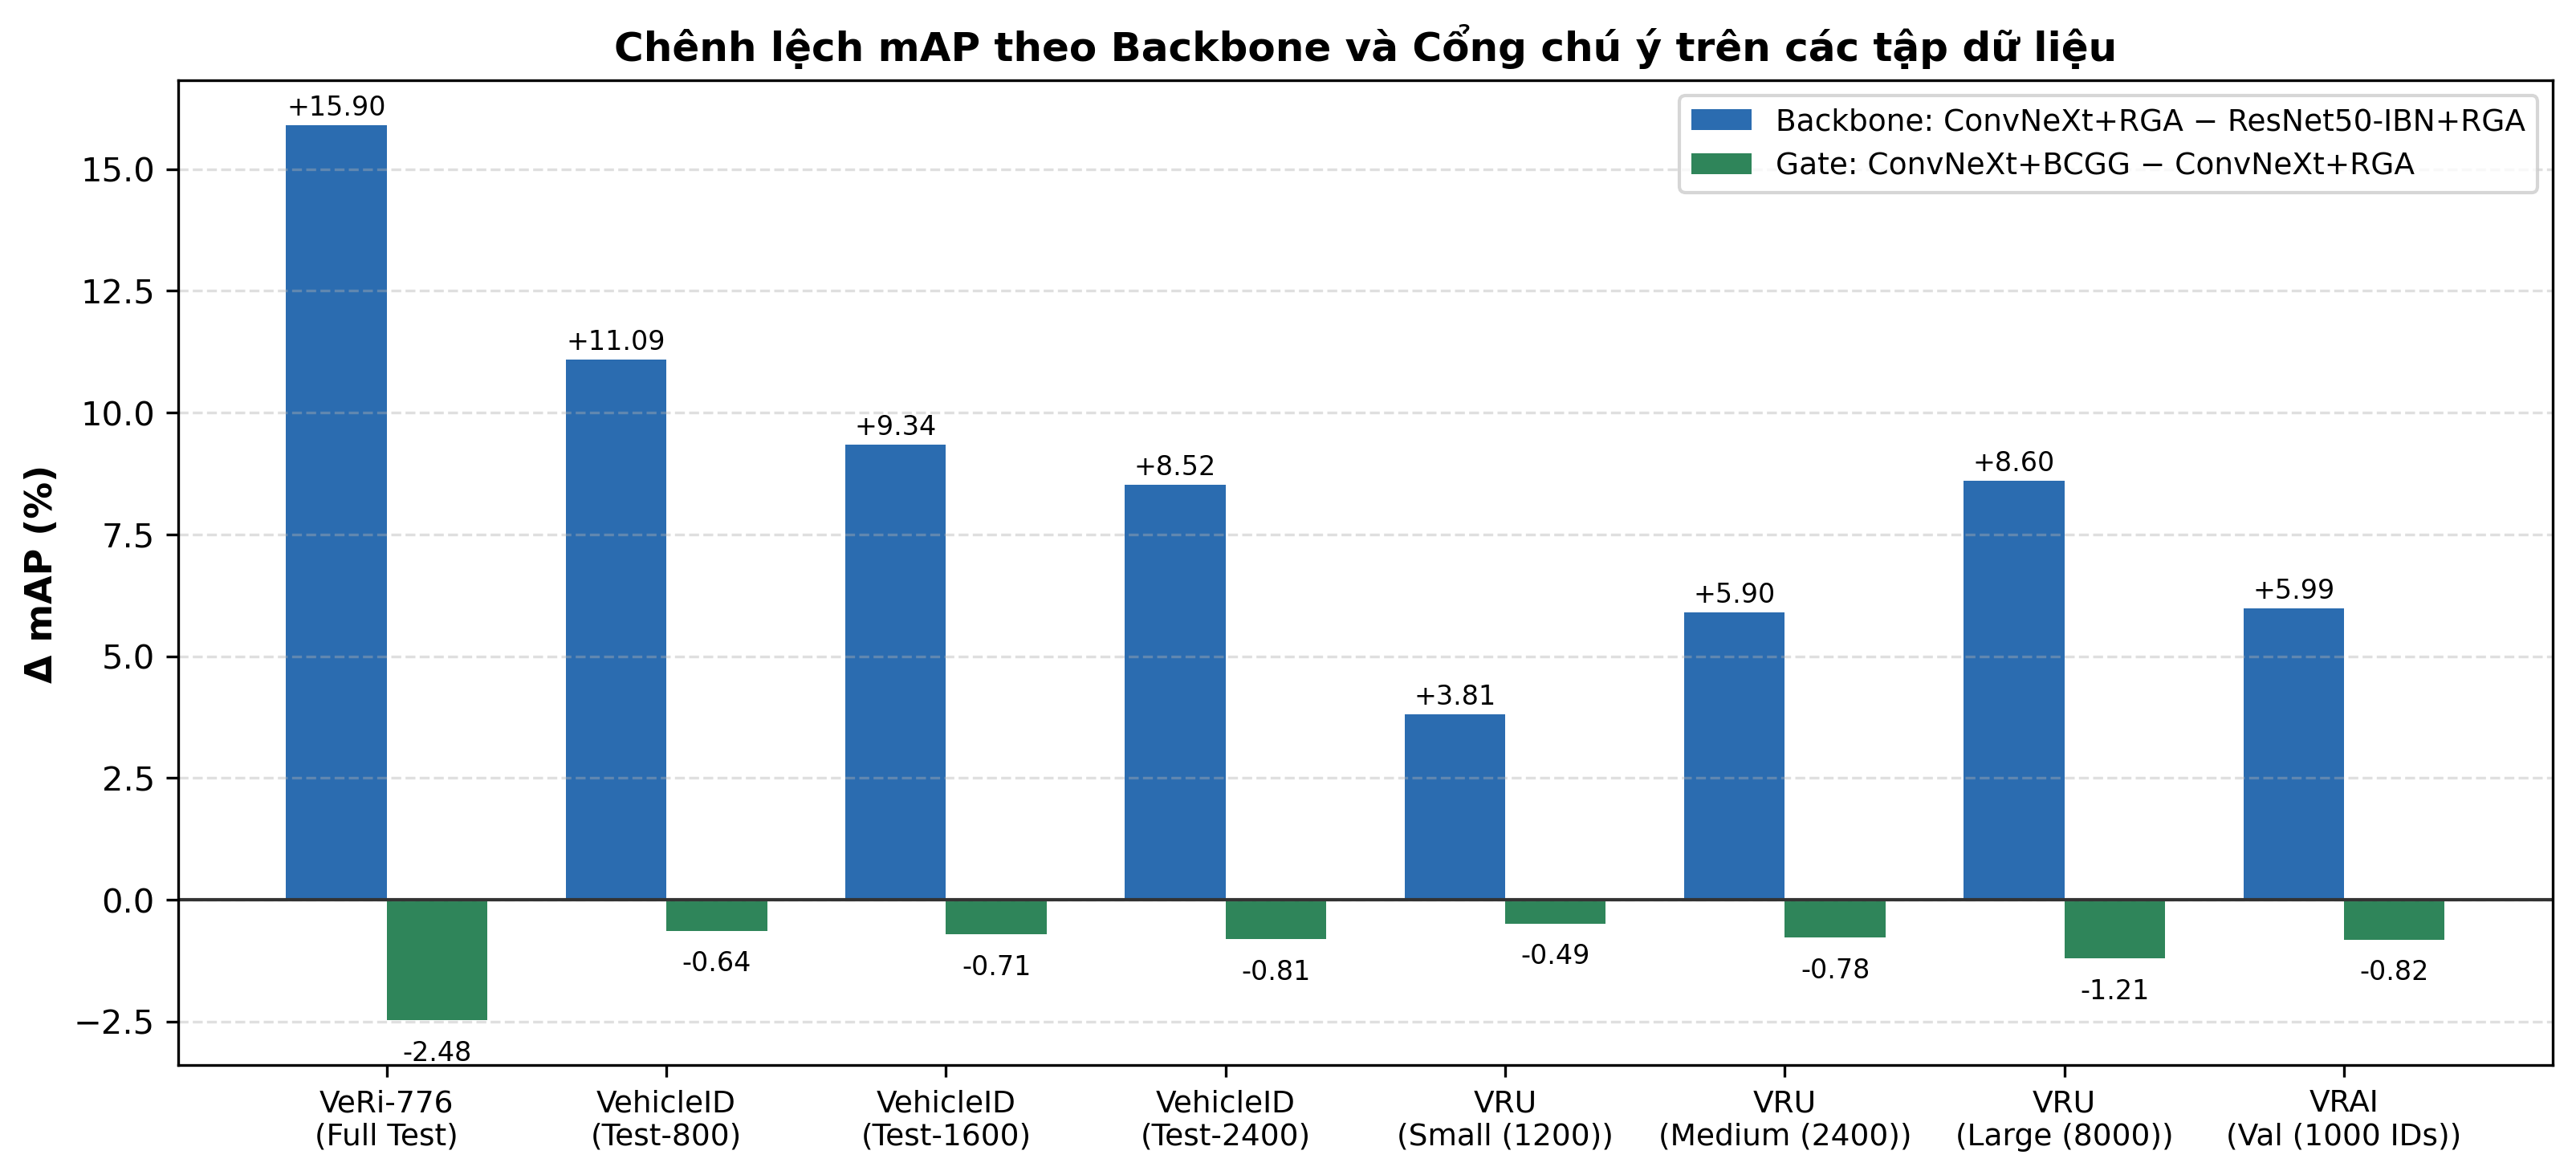 Chênh lệch mAP theo Backbone và Cổng chú ý trên các tập dữ liệu
Backbone: ConvNeXt+RGA − ResNet50-IBN+RGA
Gate: ConvNeXt+BCGG − ConvNeXt+RGA
Δ mAP (%)
15.0
12.5
10.0
7.5
5.0
2.5
0.0
−2.5
+15.90
+11.09
+9.34
+8.52
+3.81
+5.90
+8.60
+5.99
-2.48
-0.64
-0.71
-0.81
-0.49
-0.78
-1.21
-0.82
VeRi-776
(Full Test)
VehicleID
(Test-800)
VehicleID
(Test-1600)
VehicleID
(Test-2400)
VRU
(Small (1200))
VRU
(Medium (2400))
VRU
(Large (8000))
VRAI
(Val (1000 IDs))